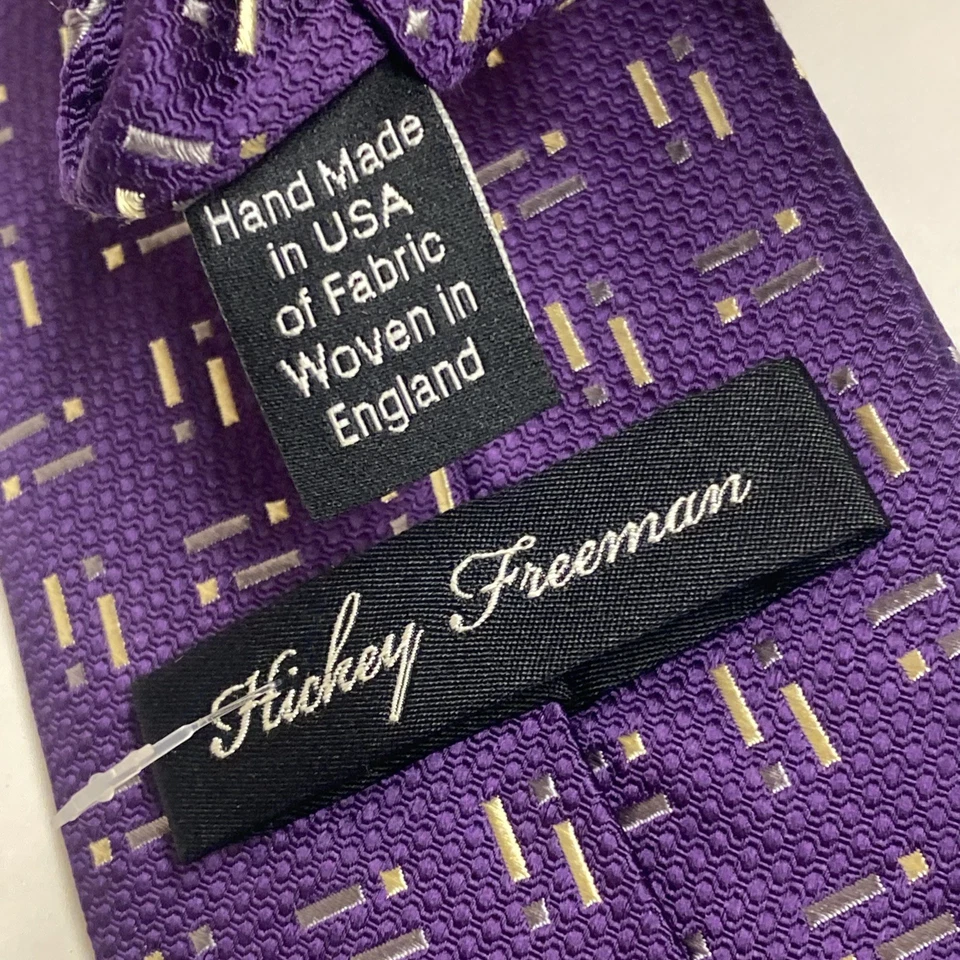 Hand Made
in USA
of Fabric
Woven in
England
Hickey Freeman